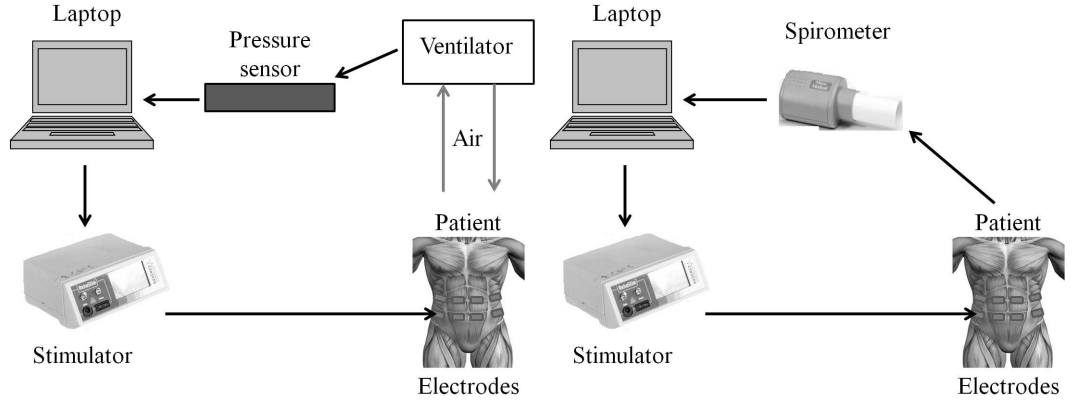 Laptop
Pressure
sensor
Ventilator
Air
Patient
Stimulator
Electrodes
Laptop
Spirometer
Patient
Stimulator
Electrodes